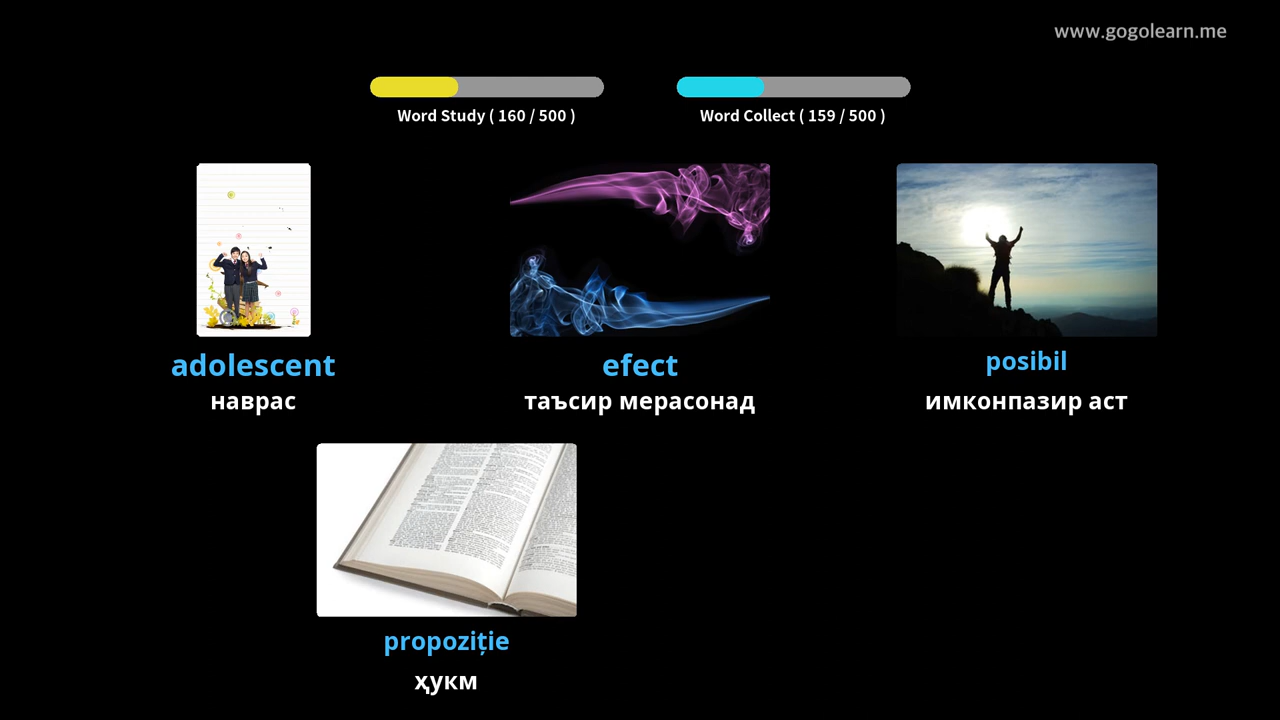 www.gogolearn.me
Word Study ( 160 / 500 )
Word Collect ( 159 / 500 )
adolescent
наврас
efect
таъсир мерасонад
posibil
имконпазир аст
propoziție
ҳукм